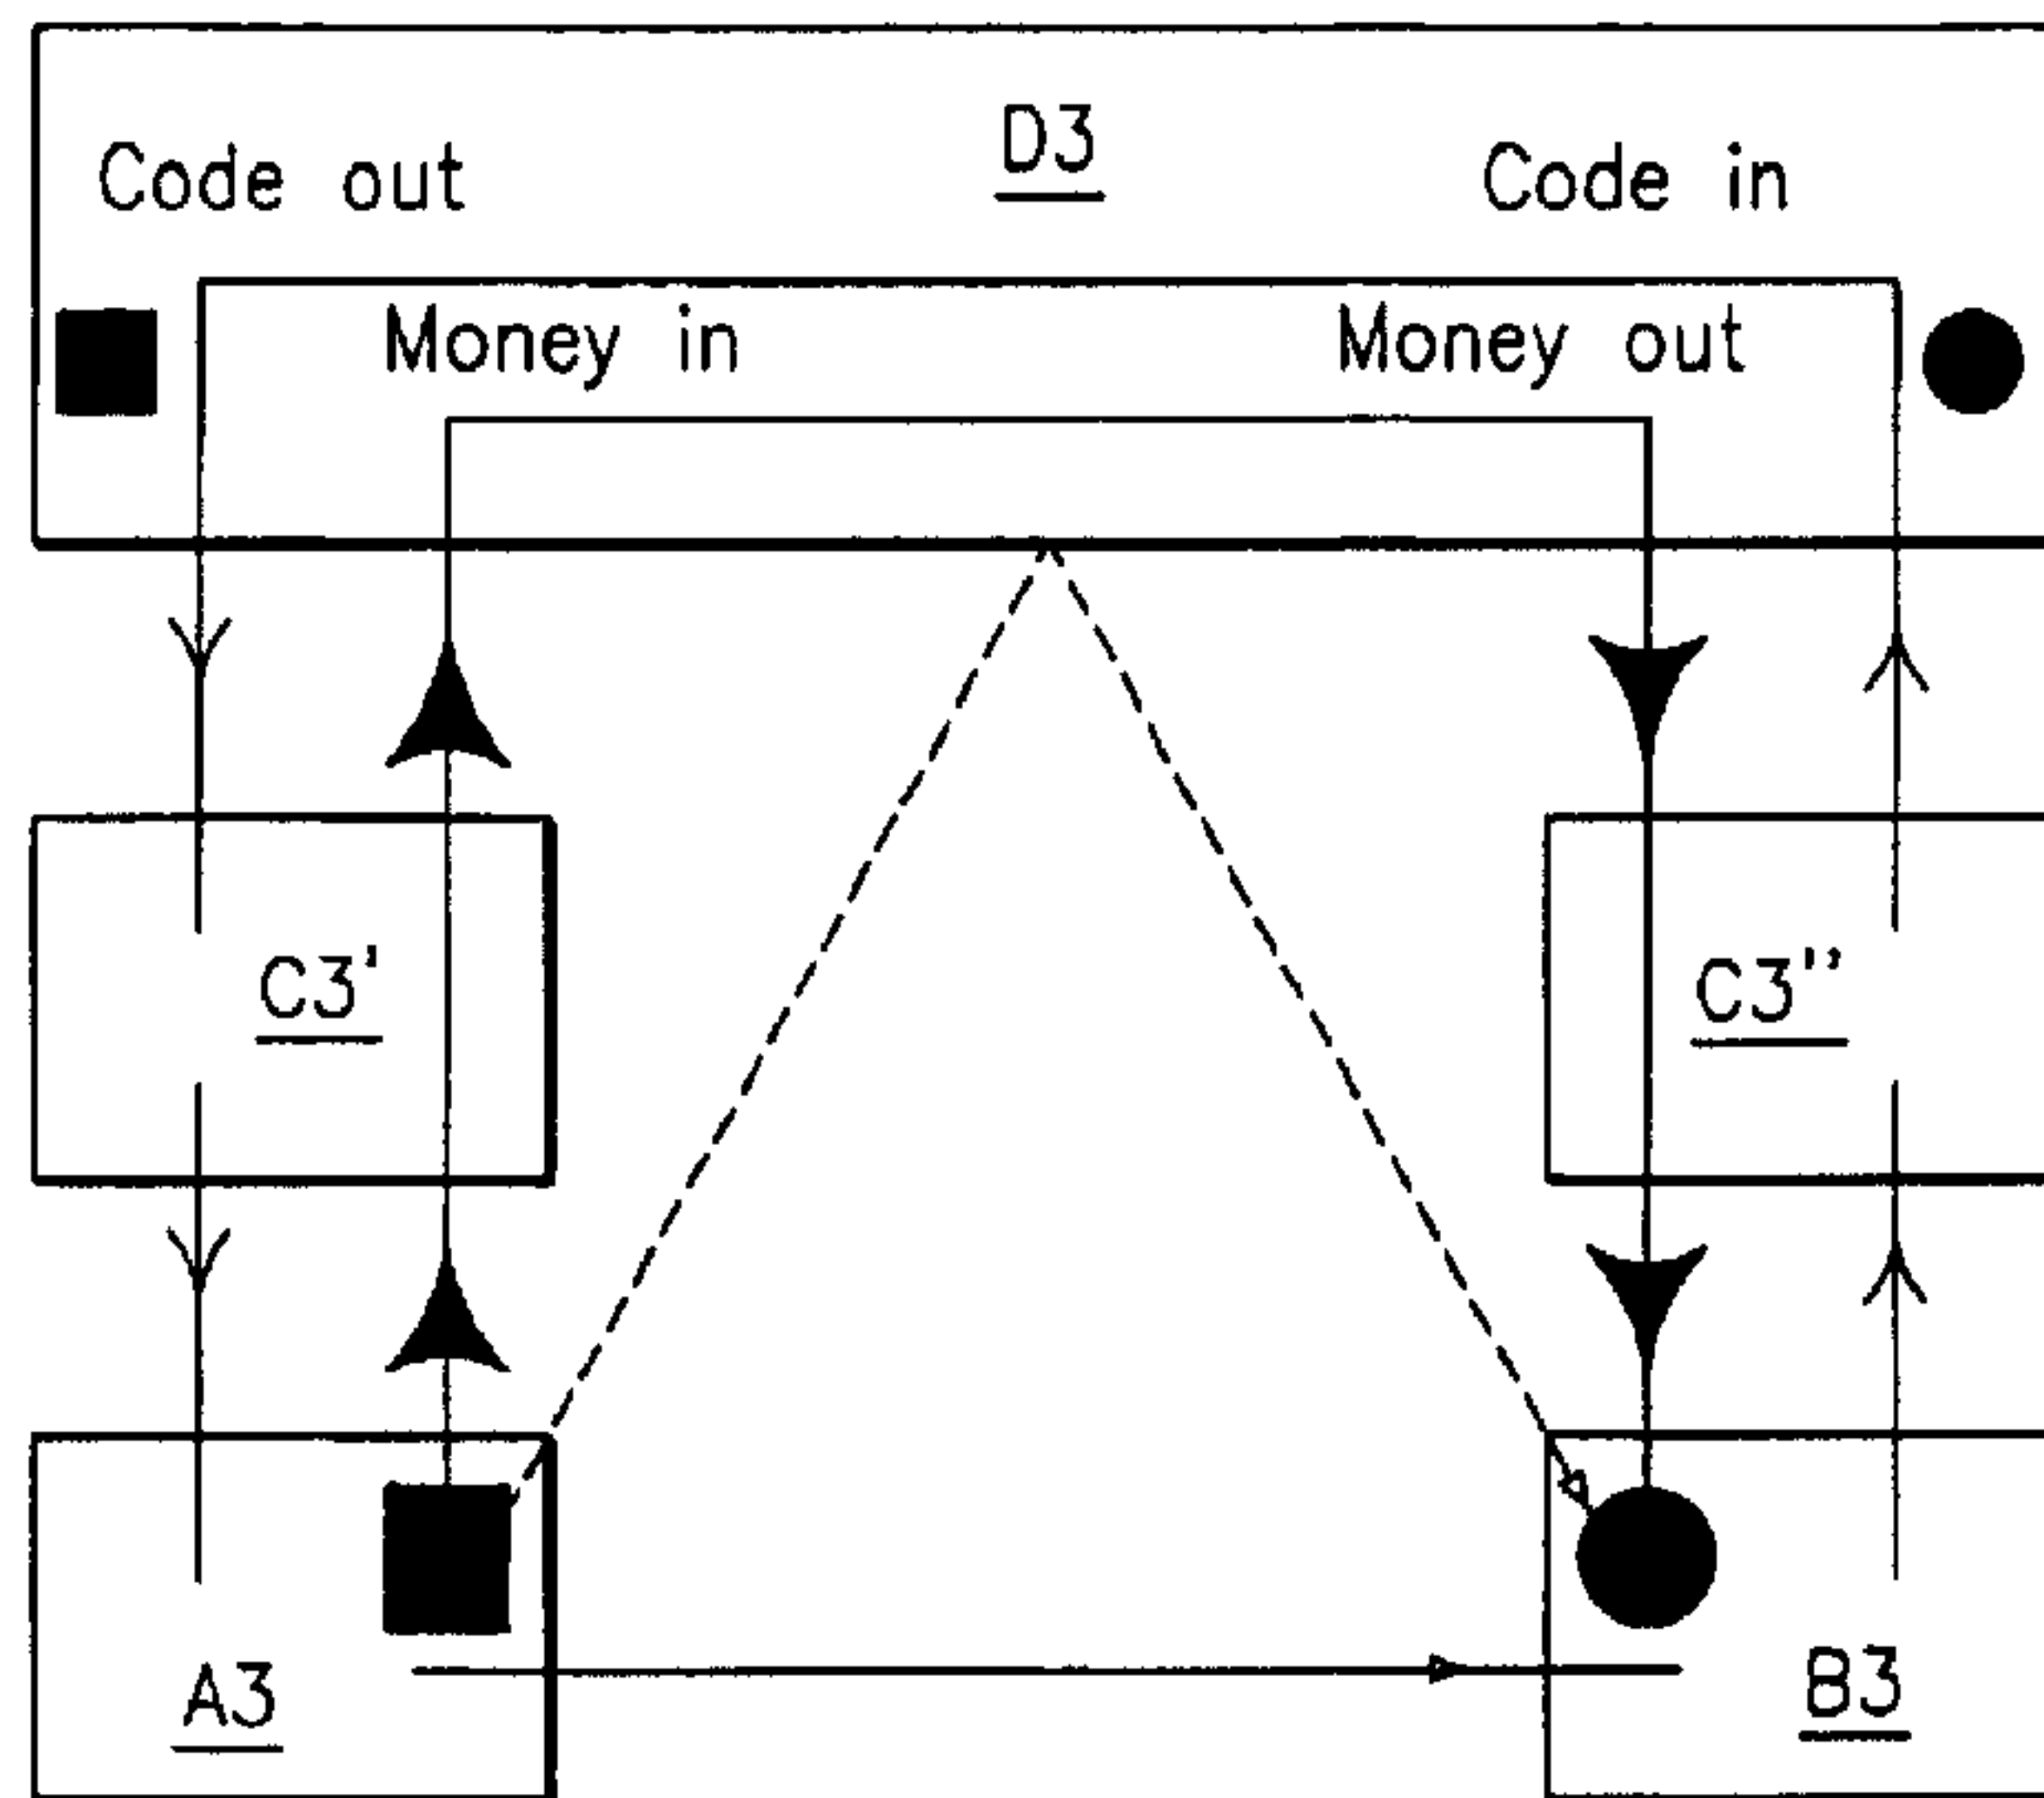 D3
Code out
Code in
Money in
Money out
C3'
C3''
A3
B3